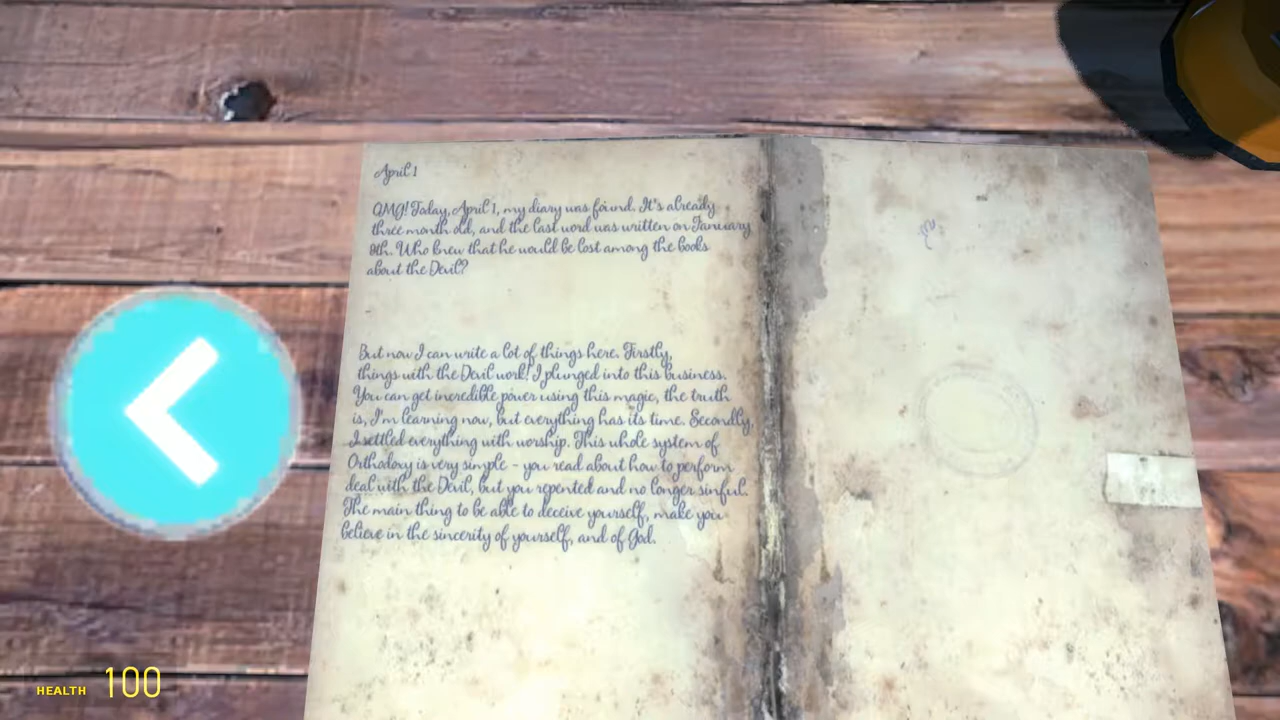 April 1
OMG! Today, April 1, my diary was found. It's already
three month old, and the last word was written on January
8th. Who knew that he would be lost among the books
about the Devil?
But now I can write a lot of things here. Firstly,
things with the Devil work! I plunged into this business.
You can get incredible power using this magic, the truth
is, I'm learning now, but everything has its time. Secondly,
I settled everything with worship. This whole system of
Orthodoxy is very simple - you read about how to perform
deal with the Devil, but you repented and no longer sinful.
The main thing to be able to deceive yourself, make you
believe in the sincerity of yourself, and of God.
HEALTH 100